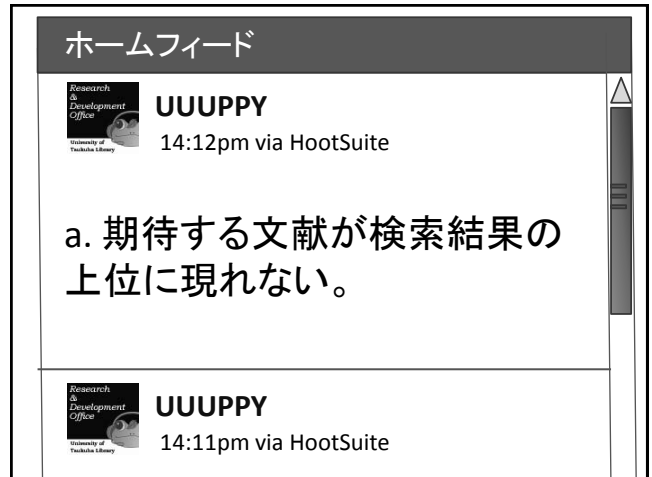 ホームフィード
Research
&
Development
Office
University of
Tsukuba Library
UUUPPY
14:12pm via HootSuite
a. 期待する文献が検索結果の
上位に現れない。
Research
&
Development
Office
University of
Tsukuba Library
UUUPPY
14:11pm via HootSuite